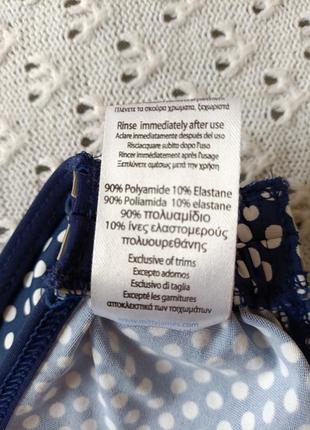 Πλένετε τα σκούρα χρώματα, ξεχωριστά
Rinse immediately after use
Aclare inmediatamente después del uso
Risciacquare subito dopo l'uso
Rincer immédiatement après l'usage
Ξεπλύνετε αμέσως μετά την χρήση
90% Polyamide 10% Elastane
90% Poliamida 10% Elastane
90% πολυαμίδιο
10% ίνες ελαστομερούς
πολυουρεθάνης
Exclusive of trims
Excepto adornos
Esclusivo di taglia
Excepté les garnitures
αποκλειστικά των τοιχωμάτων